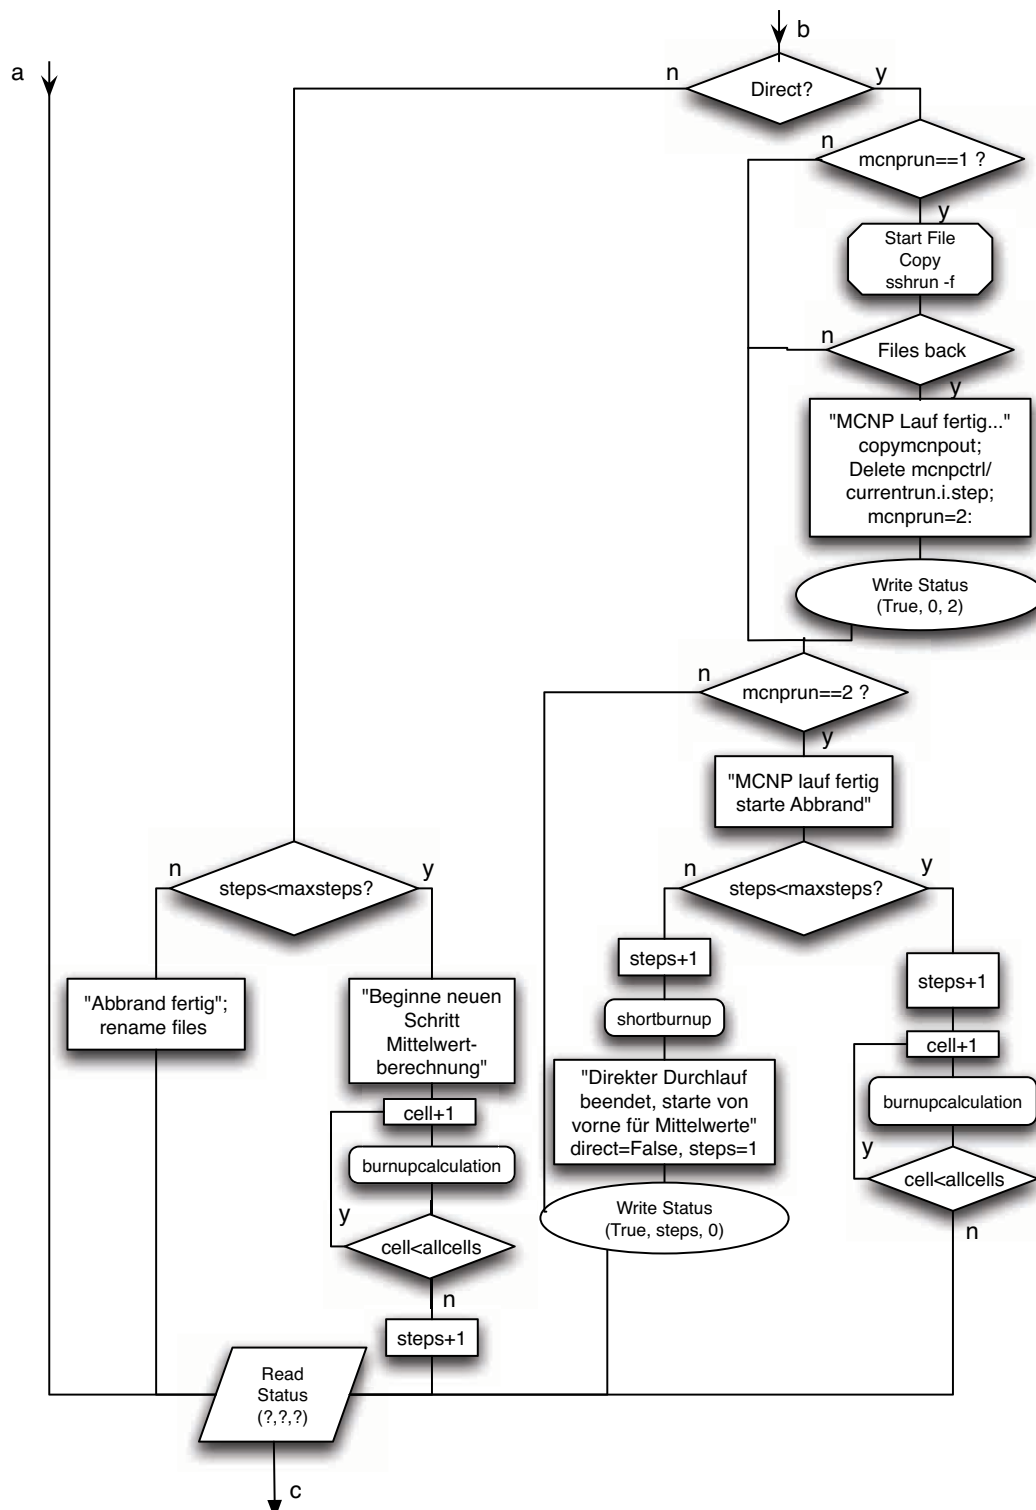 b
a
n
y
Direct?
n
mcnprun==1 ?
y
Start File
Copy
sshrun -f
n
Files back
y
"MCNP Lauf fertig..."
copymcnpout;
Delete mcnpctrl/
currentrun.i.step;
mcnprun=2:
Write Status
(True, 0, 2)
n
mcnprun==2 ?
y
"MCNP lauf fertig
starte Abbrand"
n
steps<maxsteps?
y
n
steps<maxsteps?
y
"Abbrand fertig";
rename files
"Beginne neuen
Schritt
Mittelwert-
berechnung"
cell+1
burnupcalculation
y
cell<allcells
n
steps+1
steps+1
shortburnup
"Direkter Durchlauf
beendet, starte von
vorne für Mittelwerte"
direct=False, steps=1
Write Status
(True, steps, 0)
steps+1
cell+1
burnupcalculation
y
cell<allcells
n
Read
Status
(?,?,?)
c